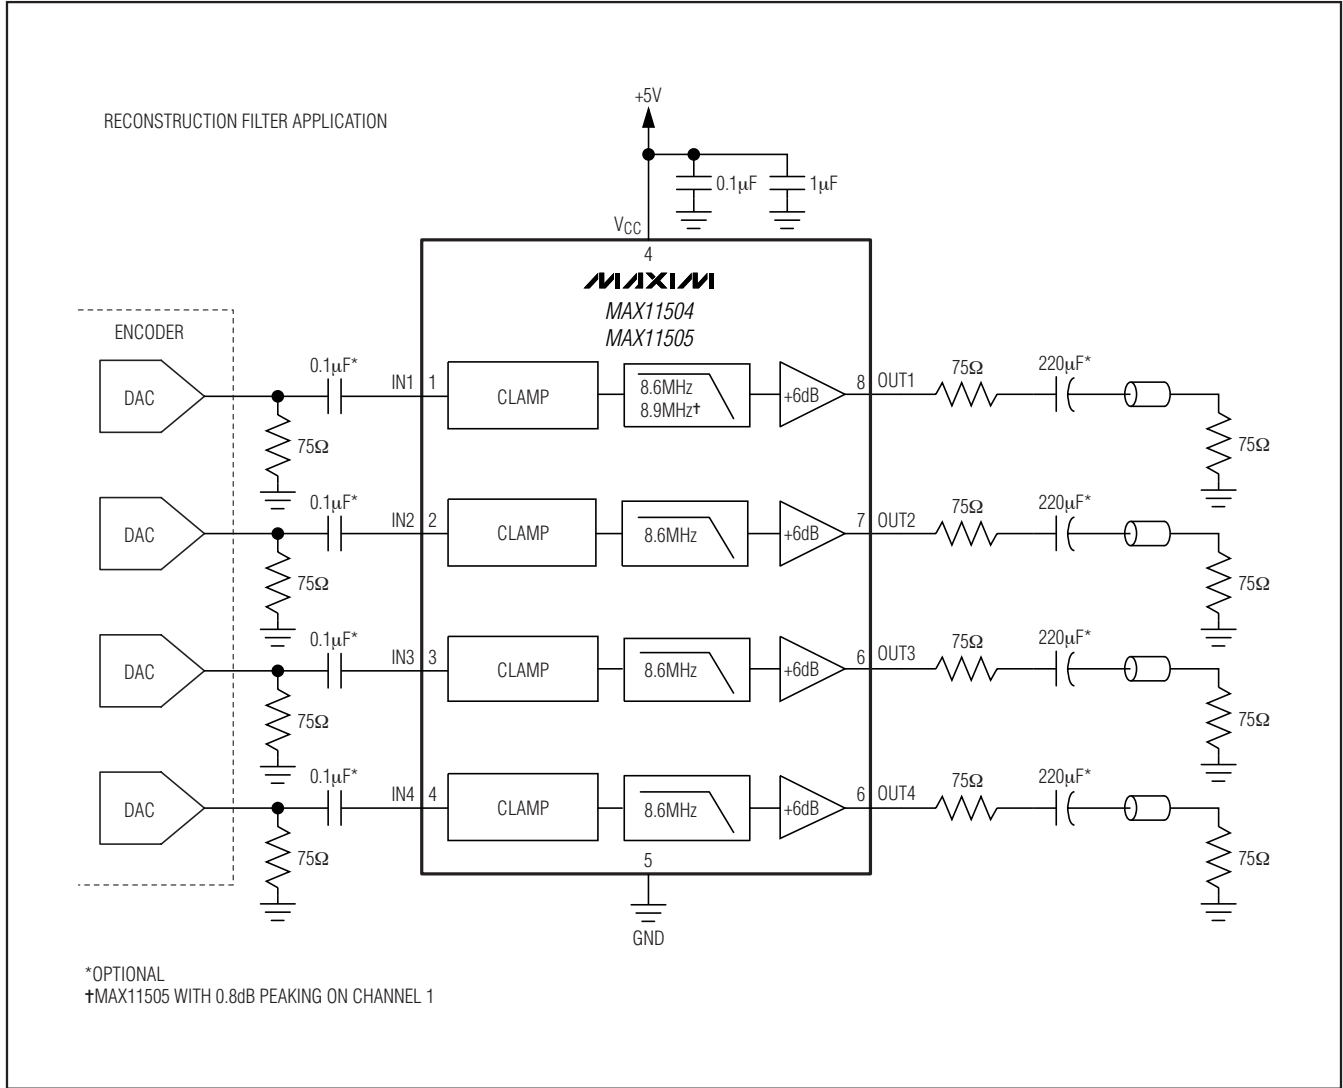 +5V
RECONSTRUCTION FILTER APPLICATION
0.1µF
1µF
VCC
4
MAXIM
MAX11504
MAX11505
ENCODER
DAC
0.1µF*
IN1
1
CLAMP
8.6MHz
8.9MHz†
+6dB
8
OUT1
75Ω
220µF*
75Ω
75Ω
DAC
0.1µF*
IN2
2
CLAMP
8.6MHz
+6dB
7
OUT2
75Ω
220µF*
75Ω
75Ω
DAC
0.1µF*
IN3
3
CLAMP
8.6MHz
+6dB
6
OUT3
75Ω
220µF*
75Ω
75Ω
DAC
0.1µF*
IN4
4
CLAMP
8.6MHz
+6dB
6
OUT4
75Ω
220µF*
75Ω
75Ω
5
GND
*OPTIONAL
†MAX11505 WITH 0.8dB PEAKING ON CHANNEL 1